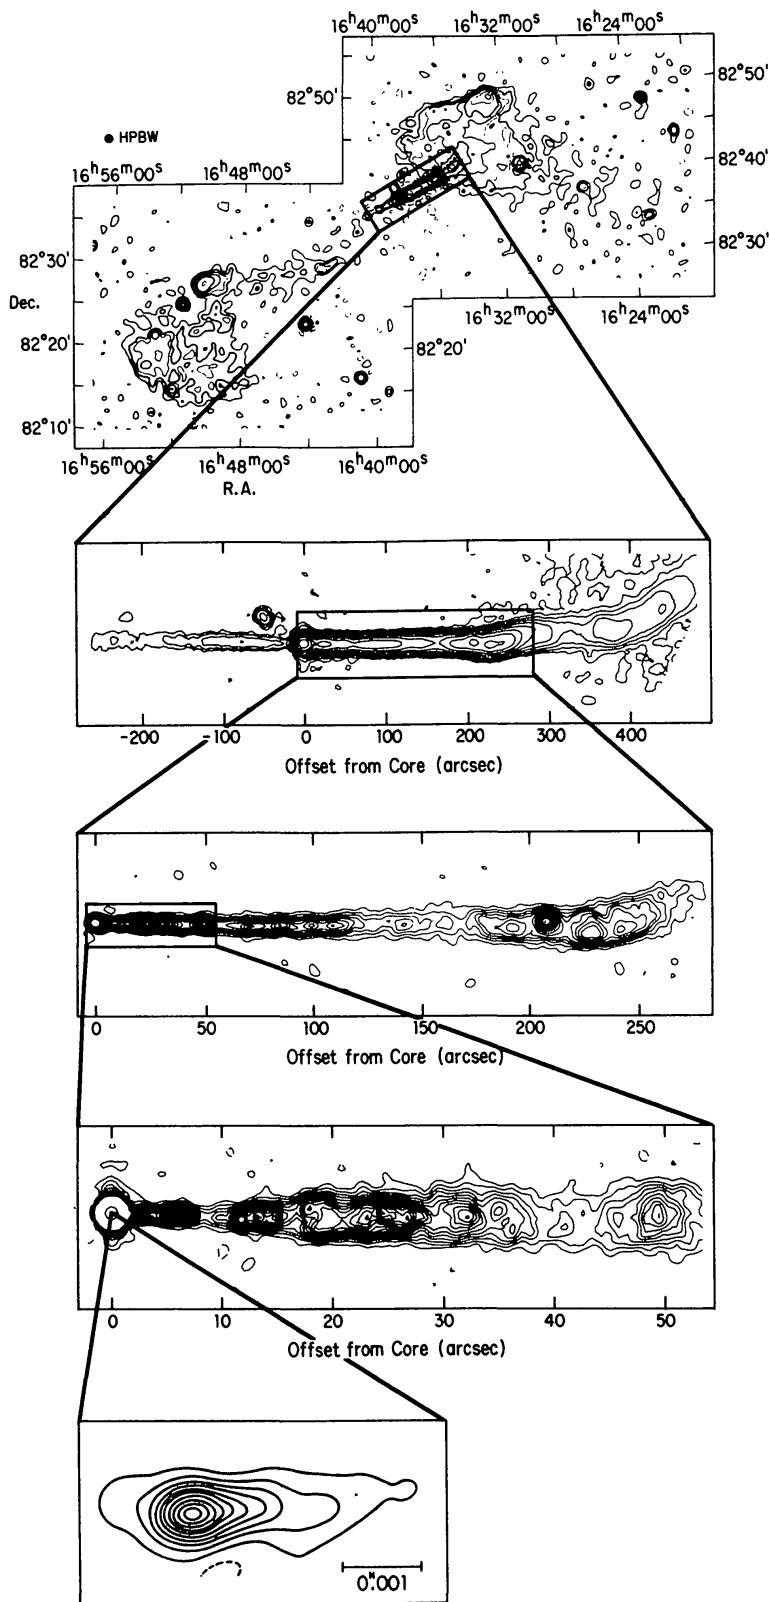 16ʰ40ᵐ00ˢ 16ʰ32ᵐ00ˢ 16ʰ24ᵐ00ˢ
82°50' 82°50'
HPBW
82°40'
16ʰ56ᵐ00ˢ 16ʰ48ᵐ00ˢ
82°30' 82°30'
Dec.
16ʰ32ᵐ00ˢ 16ʰ24ᵐ00ˢ
82°20' 82°20'
82°10'
16ʰ56ᵐ00ˢ 16ʰ48ᵐ00ˢ 16ʰ40ᵐ00ˢ
R.A.
-200 -100 0 100 200 300 400
Offset from Core (arcsec)
0 50 100 150 200 250
Offset from Core (arcsec)
0 10 20 30 40 50
Offset from Core (arcsec)
0".001